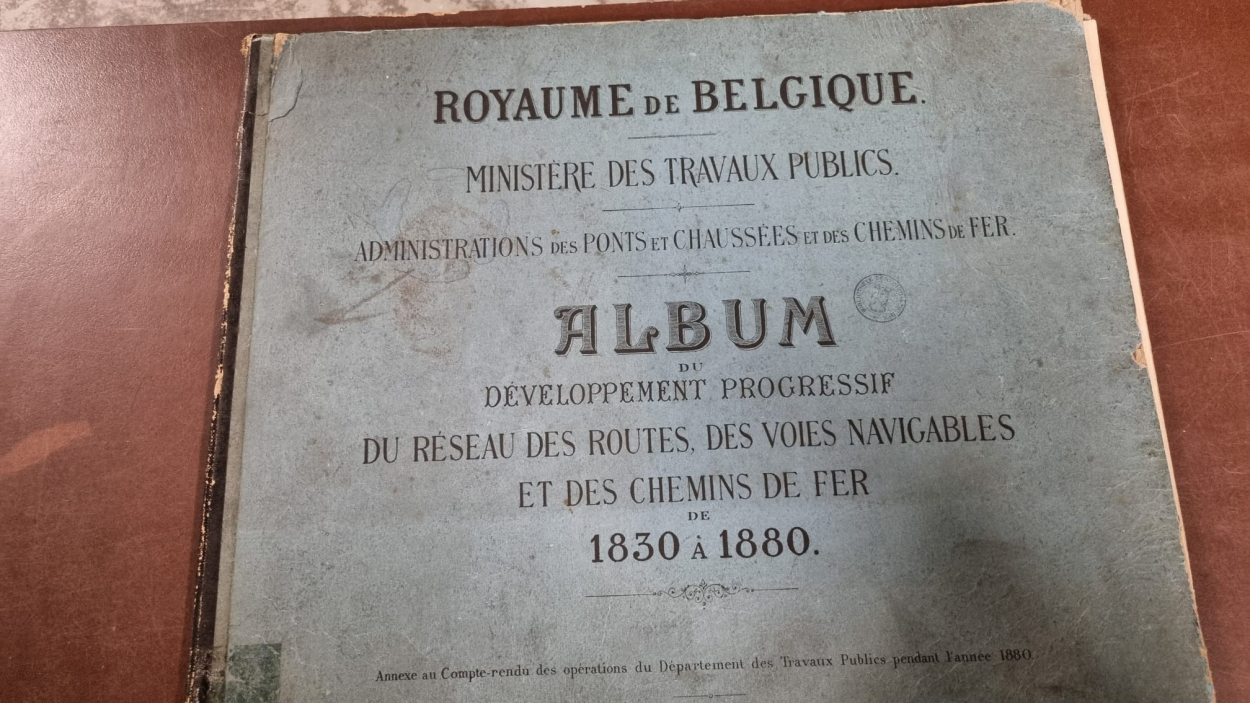 ROYAUME DE BELGIQUE.
MINISTÈRE DES TRAVAUX PUBLICS.
ADMINISTRATIONS DES PONTS ET CHAUSSÉES ET DES CHEMINS DE FER.
ALBUM
DU
DÉVELOPPEMENT PROGRESSIF
DU RÉSEAU DES ROUTES, DES VOIES NAVIGABLES
ET DES CHEMINS DE FER
DE
1830 À 1880.
Annexe au Compte-rendu des opérations du Département des Travaux Publics pendant l'année 1880.